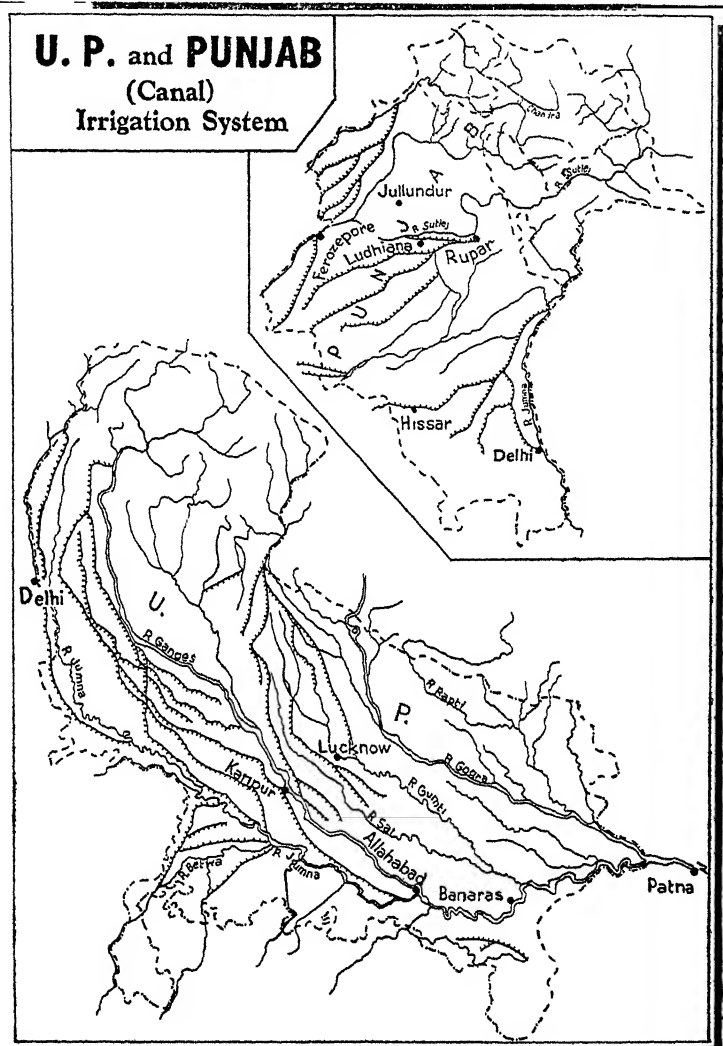 U. P. and PUNJAB
(Canal)
Irrigation System
R Sutlej
Jullundur
R Sutlej
Ferozepore
Ludhiana
Rupar
PUNJAB
Hissar
R Jumna
Delhi
Delhi
U. P.
R Ganges
R Jumna
R Rapti
Lucknow
R Gogra
Kanpur
R Gumti
R Sai
Allahabad
R Betwa
R Jumna
Banaras
Patna